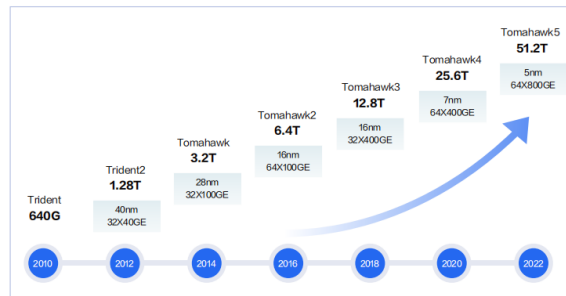 Trident
640G
Trident2
1.28T
40nm
32X40GE
Tomahawk
3.2T
28nm
32X100GE
Tomahawk2
6.4T
16nm
64X100GE
Tomahawk3
12.8T
16nm
32X400GE
Tomahawk4
25.6T
7nm
64X400GE
Tomahawk5
51.2T
5nm
64X800GE
2010
2012
2014
2016
2018
2020
2022